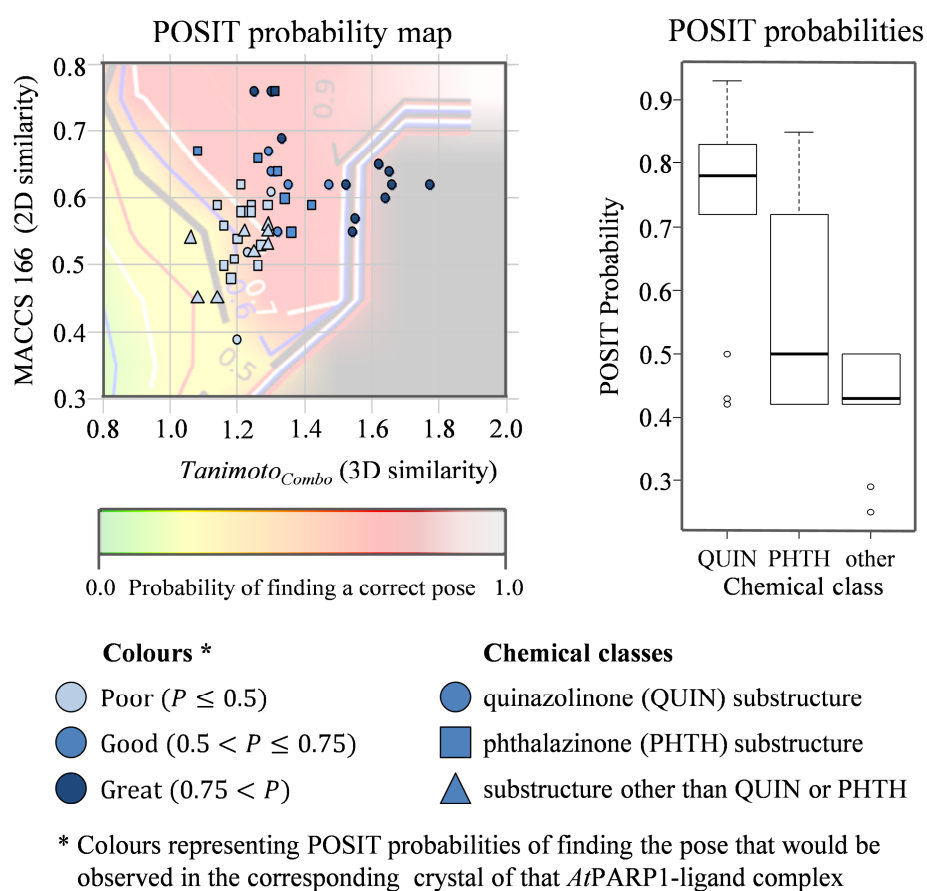 POSIT probability map
MACCS 166 (2D similarity)
0.8
0.7
0.6
0.5
0.4
0.3
0.9
0.7
0.6
0.5
0.8 1.0 1.2 1.4 1.6 1.8 2.0
Tanimoto_Combo (3D similarity)
0.0 Probability of finding a correct pose 1.0
POSIT probabilities
POSIT Probability
0.9
0.8
0.7
0.6
0.5
0.4
0.3
QUIN PHTH other
Chemical class
Colours *
Poor (P ≤ 0.5)
Good (0.5 < P ≤ 0.75)
Great (0.75 < P)
Chemical classes
quinazolinone (QUIN) substructure
phthalazinone (PHTH) substructure
substructure other than QUIN or PHTH
* Colours representing POSIT probabilities of finding the pose that would be
observed in the corresponding crystal of that AtPARP1-ligand complex